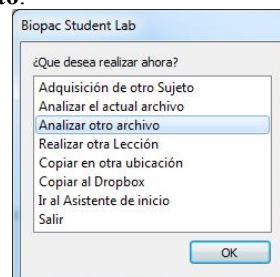 to.
Biopac Student Lab
¿Que desea realizar ahora?
Adquisición de otro Sujeto
Analizar el actual archivo
Analizar otro archivo
Realizar otra Lección
Copiar en otra ubicación
Copiar al Dropbox
Ir al Asistente de inicio
Salir
OK